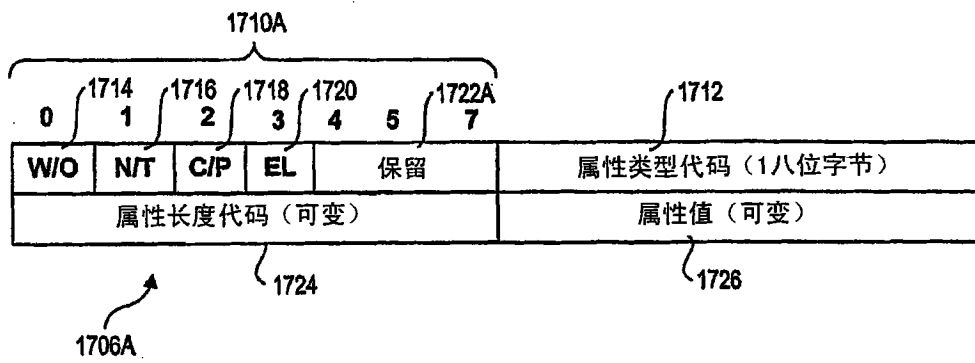 1710A
1714 1716 1718 1720 1722A 1712
0 1 2 3 4 5 7
W/O N/T C/P EL 保留 属性类型代码（1八位字节）
属性长度代码（可变） 属性值（可变）
1724 1726
1706A